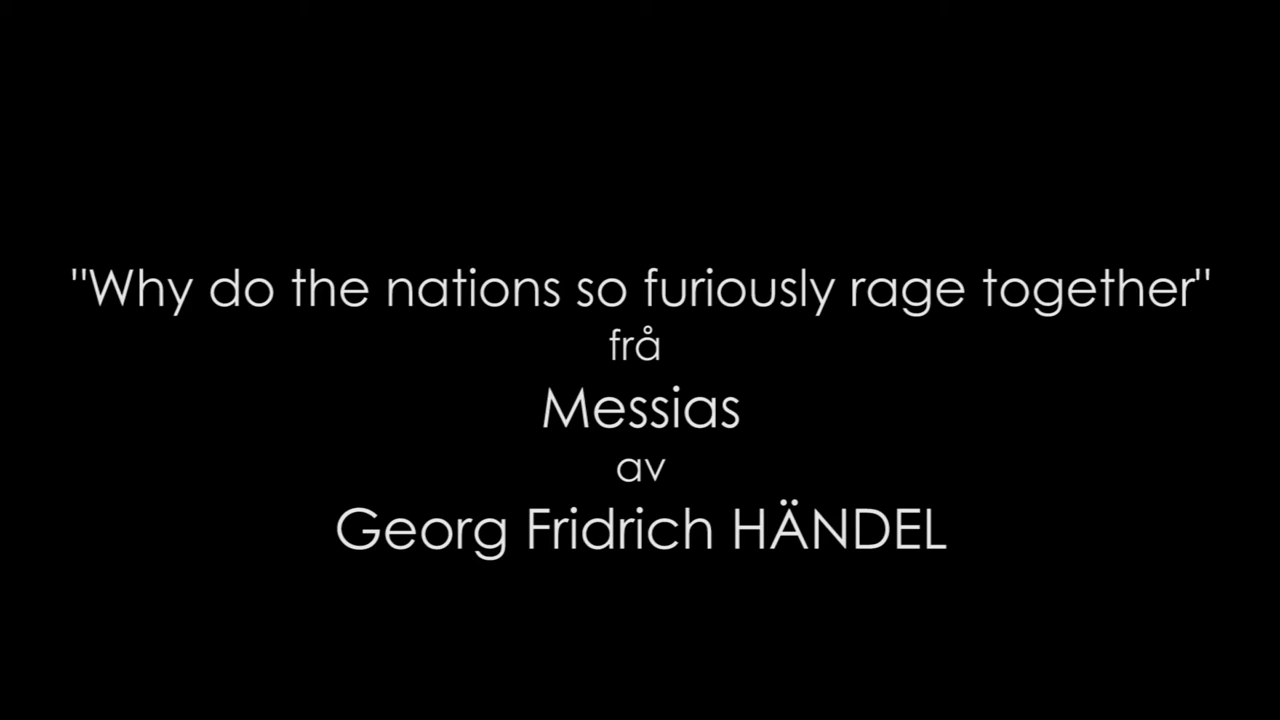 "Why do the nations so furiously rage together"
frå
Messias
av
Georg Fridrich HÄNDEL